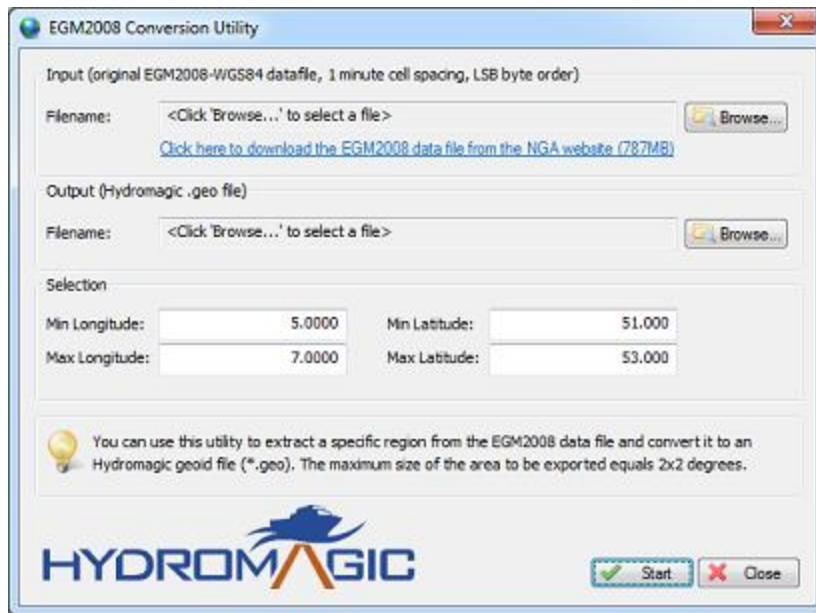 EGM2008 Conversion Utility
Input (original EGM2008-WGS84 datafile, 1 minute cell spacing, LSB byte order)
Filename: <Click 'Browse...' to select a file> Browse...
Click here to download the EGM2008 data file from the NGA website (787MB)
Output (Hydromagic .geo file)
Filename: <Click 'Browse...' to select a file> Browse...
Selection
Min Longitude: 5.0000 Min Latitude: 51.000
Max Longitude: 7.0000 Max Latitude: 53.000
You can use this utility to extract a specific region from the EGM2008 data file and convert it to an
Hydromagic geoid file (*.geo). The maximum size of the area to be exported equals 2x2 degrees.
HYDROMAGIC
Start Close